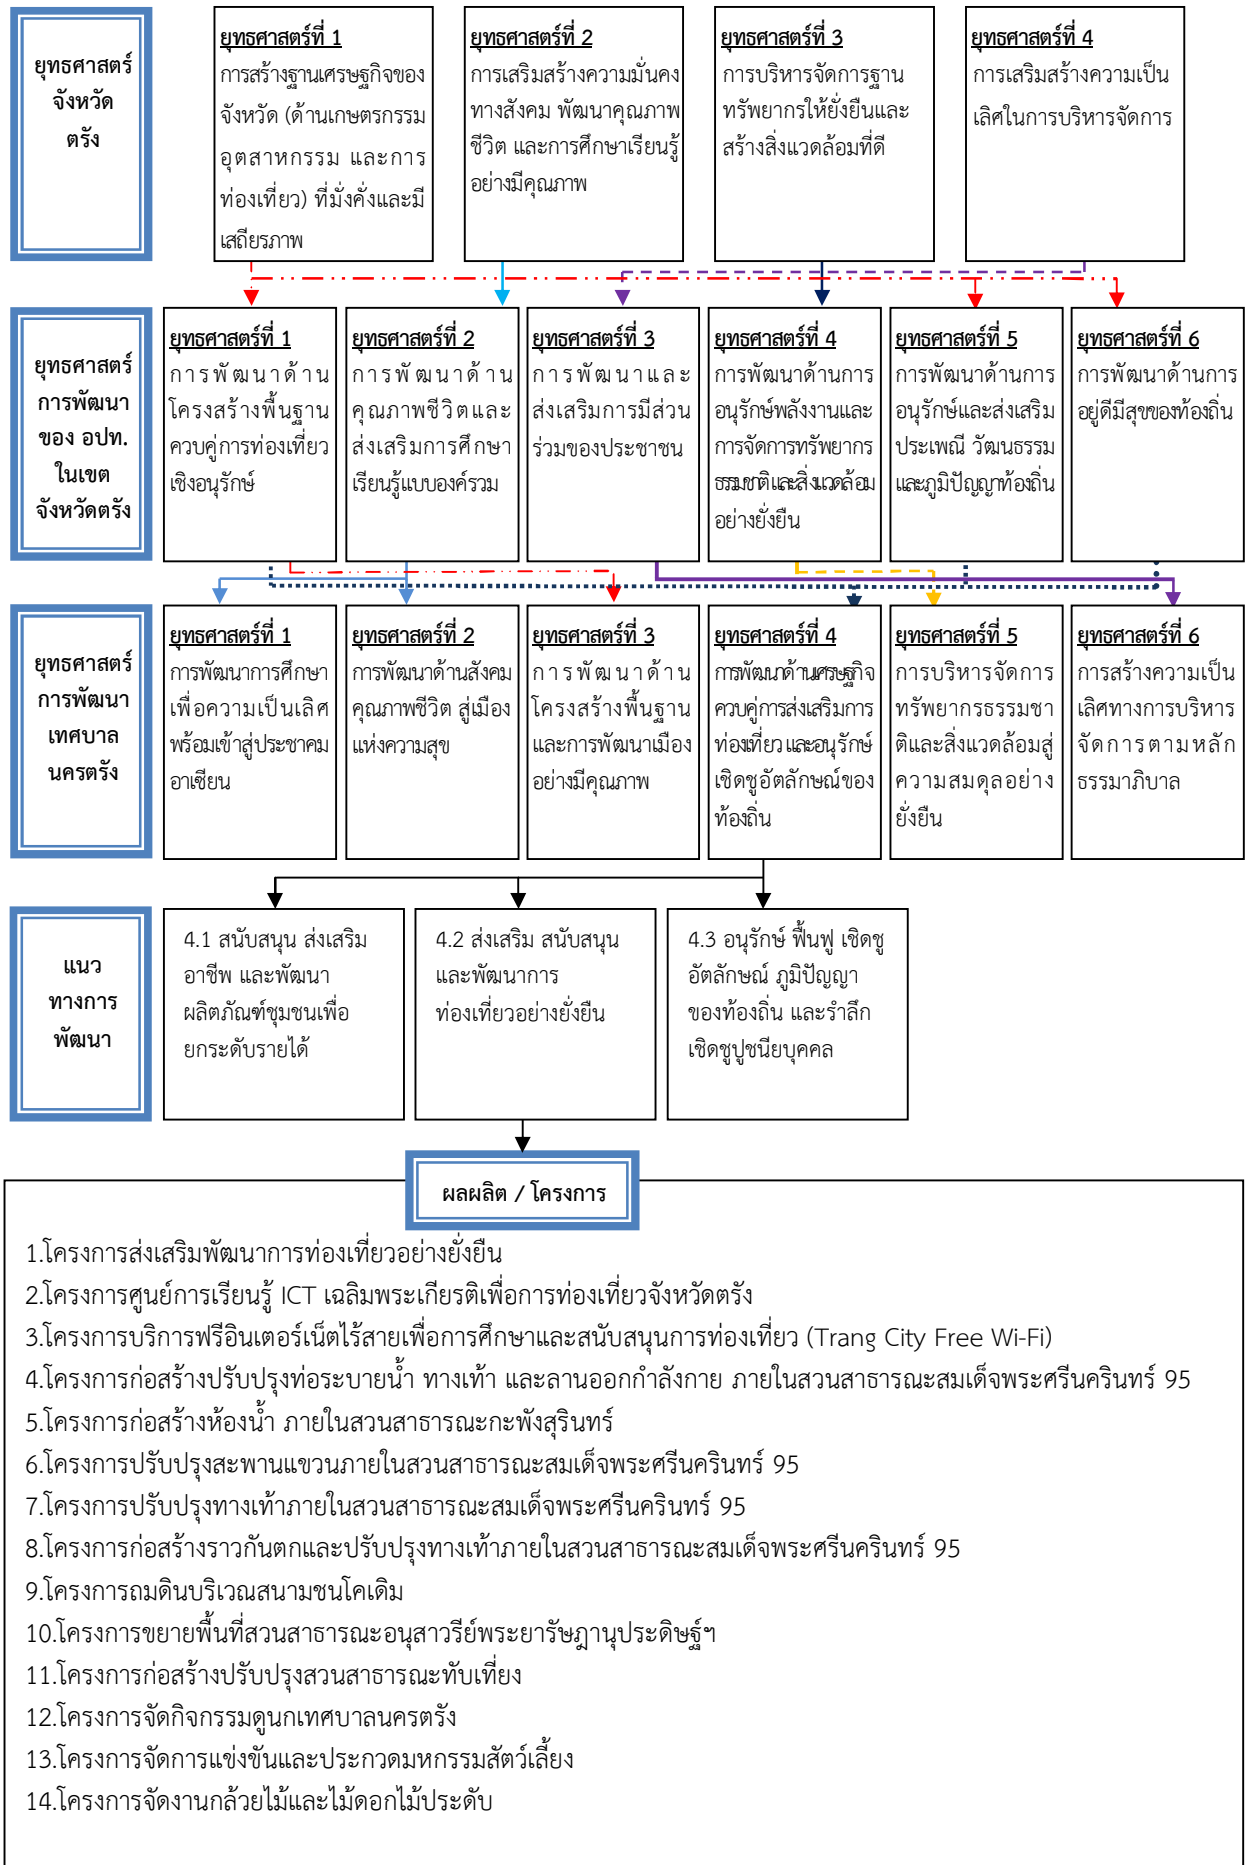 ยุทธศาสตร์
จังหวัด
ตรัง
ยุทธศาสตร์ที่ 1
การสร้างฐานเศรษฐกิจของ
จังหวัด (ด้านเกษตรกรรม
อุตสาหกรรม และการ
ท่องเที่ยว) ที่มั่งคั่งและมี
เสถียรภาพ
ยุทธศาสตร์ที่ 2
การเสริมสร้างความมั่นคง
ทางสังคม พัฒนาคุณภาพ
ชีวิต และการศึกษาเรียนรู้
อย่างมีคุณภาพ
ยุทธศาสตร์ที่ 3
การบริหารจัดการฐาน
ทรัพยากรให้ยั่งยืนและ
สร้างสิ่งแวดล้อมที่ดี
ยุทธศาสตร์ที่ 4
การเสริมสร้างความเป็น
เลิศในการบริหารจัดการ
ยุทธศาสตร์
การพัฒนา
ของ อปท.
ในเขต
จังหวัดตรัง
ยุทธศาสตร์ที่ 1
การพัฒนาด้าน
โครงสร้างพื้นฐาน
ควบคู่การท่องเที่ยว
เชิงอนุรักษ์
ยุทธศาสตร์ที่ 2
การพัฒนาด้าน
คุณภาพชีวิตและ
ส่งเสริมการศึกษา
เรียนรู้แบบองค์รวม
ยุทธศาสตร์ที่ 3
การพัฒนาและ
ส่งเสริมการมีส่วน
ร่วมของประชาชน
ยุทธศาสตร์ที่ 4
การพัฒนาด้านการ
อนุรักษ์พลังงานและ
การจัดการทรัพยากร
ธรรมชาติและสิ่งแวดล้อม
อย่างยั่งยืน
ยุทธศาสตร์ที่ 5
การพัฒนาด้านการ
อนุรักษ์และส่งเสริม
ประเพณี วัฒนธรรม
และภูมิปัญญาท้องถิ่น
ยุทธศาสตร์ที่ 6
การพัฒนาด้านการ
อยู่ดีมีสุขของท้องถิ่น
ยุทธศาสตร์
การพัฒนา
เทศบาล
นครตรัง
ยุทธศาสตร์ที่ 1
การพัฒนาการศึกษา
เพื่อความเป็นเลิศ
พร้อมเข้าสู่ประชาคม
อาเซียน
ยุทธศาสตร์ที่ 2
การพัฒนาด้านสังคม
คุณภาพชีวิต สู่เมือง
แห่งความสุข
ยุทธศาสตร์ที่ 3
การพัฒนาด้าน
โครงสร้างพื้นฐาน
และการพัฒนาเมือง
อย่างมีคุณภาพ
ยุทธศาสตร์ที่ 4
การพัฒนาด้านเศรษฐกิจ
ควบคู่การส่งเสริมการ
ท่องเที่ยว และอนุรักษ์
เชิดชูอัตลักษณ์ของ
ท้องถิ่น
ยุทธศาสตร์ที่ 5
การบริหารจัดการ
ทรัพยากรธรรมชา
ติและสิ่งแวดล้อมสู่
ความสมดุลอย่าง
ยั่งยืน
ยุทธศาสตร์ที่ 6
การสร้างความเป็น
เลิศทางการบริหาร
จัดการตามหลัก
ธรรมาภิบาล
แนว
ทางการ
พัฒนา
4.1 สนับสนุน ส่งเสริม
อาชีพ และพัฒนา
ผลิตภัณฑ์ชุมชนเพื่อ
ยกระดับรายได้
4.2 ส่งเสริม สนับสนุน
และพัฒนาการ
ท่องเที่ยวอย่างยั่งยืน
4.3 อนุรักษ์ ฟื้นฟู เชิดชู
อัตลักษณ์ ภูมิปัญญา
ของท้องถิ่น และรำลึก
เชิดชูปูชนียบุคคล
ผลผลิต / โครงการ
1.โครงการส่งเสริมพัฒนาการท่องเที่ยวอย่างยั่งยืน
2.โครงการศูนย์การเรียนรู้ ICT เฉลิมพระเกียรติเพื่อการท่องเที่ยวจังหวัดตรัง
3.โครงการบริการฟรีอินเตอร์เน็ตไร้สายเพื่อการศึกษาและสนับสนุนการท่องเที่ยว (Trang City Free Wi-Fi)
4.โครงการก่อสร้างปรับปรุงท่อระบายน้ำ ทางเท้า และลานออกกำลังกาย ภายในสวนสาธารณะสมเด็จพระศรีนครินทร์ 95
5.โครงการก่อสร้างห้องน้ำ ภายในสวนสาธารณะกะพังสุรินทร์
6.โครงการปรับปรุงสะพานแขวนภายในสวนสาธารณะสมเด็จพระศรีนครินทร์ 95
7.โครงการปรับปรุงทางเท้าภายในสวนสาธารณะสมเด็จพระศรีนครินทร์ 95
8.โครงการก่อสร้างราวกันตกและปรับปรุงทางเท้าภายในสวนสาธารณะสมเด็จพระศรีนครินทร์ 95
9.โครงการถมดินบริเวณสนามชนโคเดิม
10.โครงการขยายพื้นที่สวนสาธารณะอนุสาวรีย์พระยารัษฎานุประดิษฐ์ฯ
11.โครงการก่อสร้างปรับปรุงสวนสาธารณะทับเที่ยง
12.โครงการจัดกิจกรรมดูนกเทศบาลนครตรัง
13.โครงการจัดการแข่งขันและประกวดมหกรรมสัตว์เลี้ยง
14.โครงการจัดงานกล้วยไม้และไม้ดอกไม้ประดับ